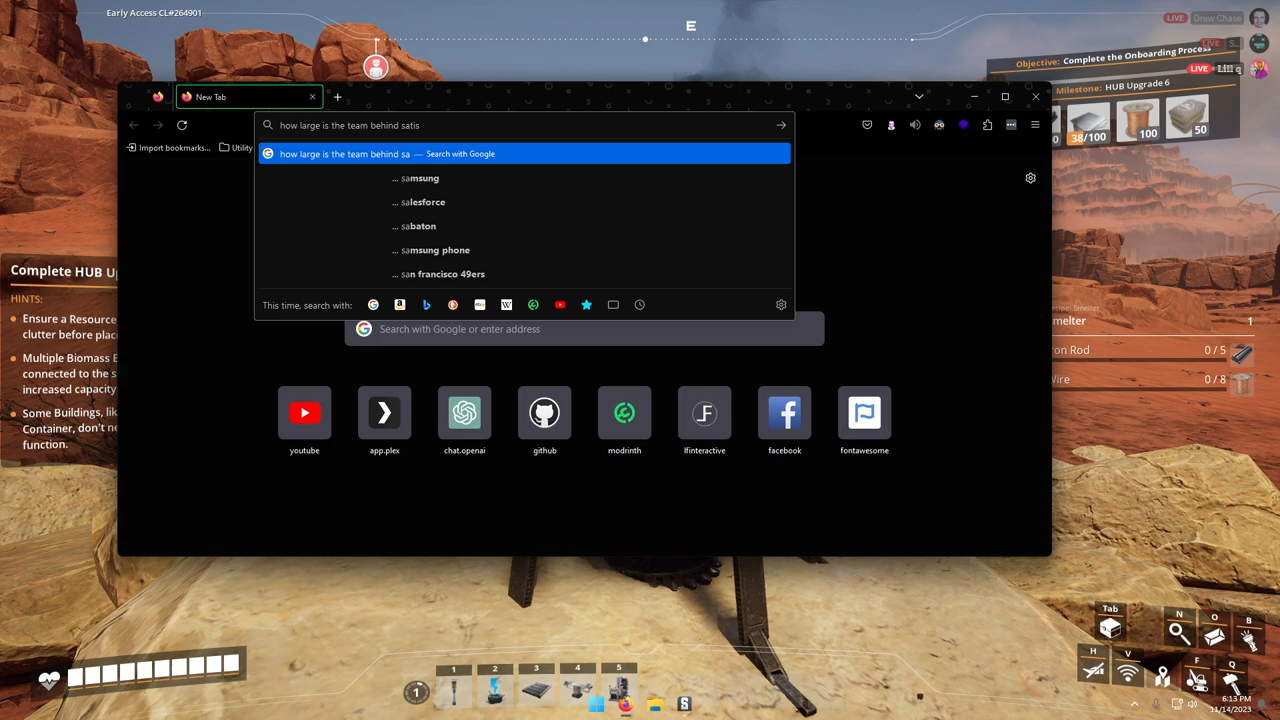 Early Access CL#264901
E
LIVE Drew Chase
LIVE S...
LIVE
Objective: Complete the Onboarding Process
Milestone: HUB Upgrade 6
38/100
100
50
New Tab
how large is the team behind satis
Import bookmarks...
Utility
how large is the team behind sa — Search with Google
... samsung
... salesforce
... sabaton
... samsung phone
... san francisco 49ers
This time, search with:
Search with Google or enter address
youtube
app.plex
chat.openai
github
modrinth
lfinteractive
facebook
fontawesome
Complete HUB Up
HINTS:
Ensure a Resource
clutter before plac
Multiple Biomass B
connected to the s
increased capacity
Some Buildings, lik
Container, don't ne
function.
melter
1
on Rod
0 / 5
Wire
0 / 8
1
1
2
3
4
5
Tab
N
O
B
H
V
F
Q
6:13 PM
11/14/2023